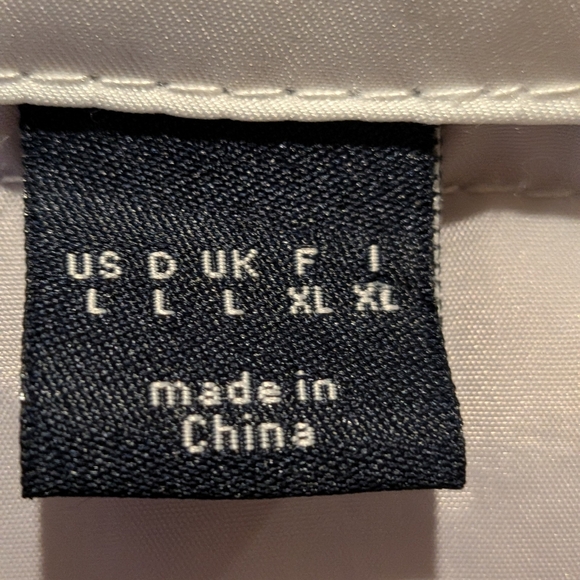 US D UK F I
L L L XL XL
made in
China